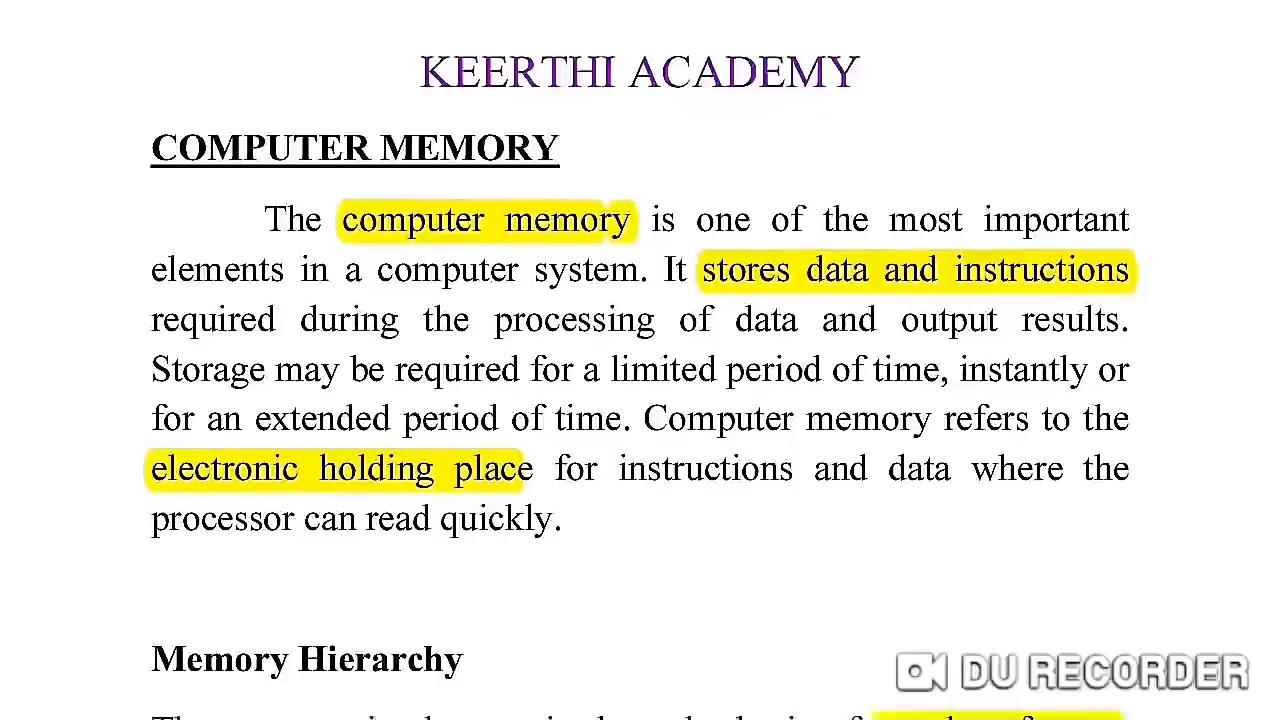 KEERTHI ACADEMY
COMPUTER MEMORY
The computer memory is one of the most important
elements in a computer system. It stores data and instructions
required during the processing of data and output results.
Storage may be required for a limited period of time, instantly or
for an extended period of time. Computer memory refers to the
electronic holding place for instructions and data where the
processor can read quickly.
Memory Hierarchy
DU RECORDER